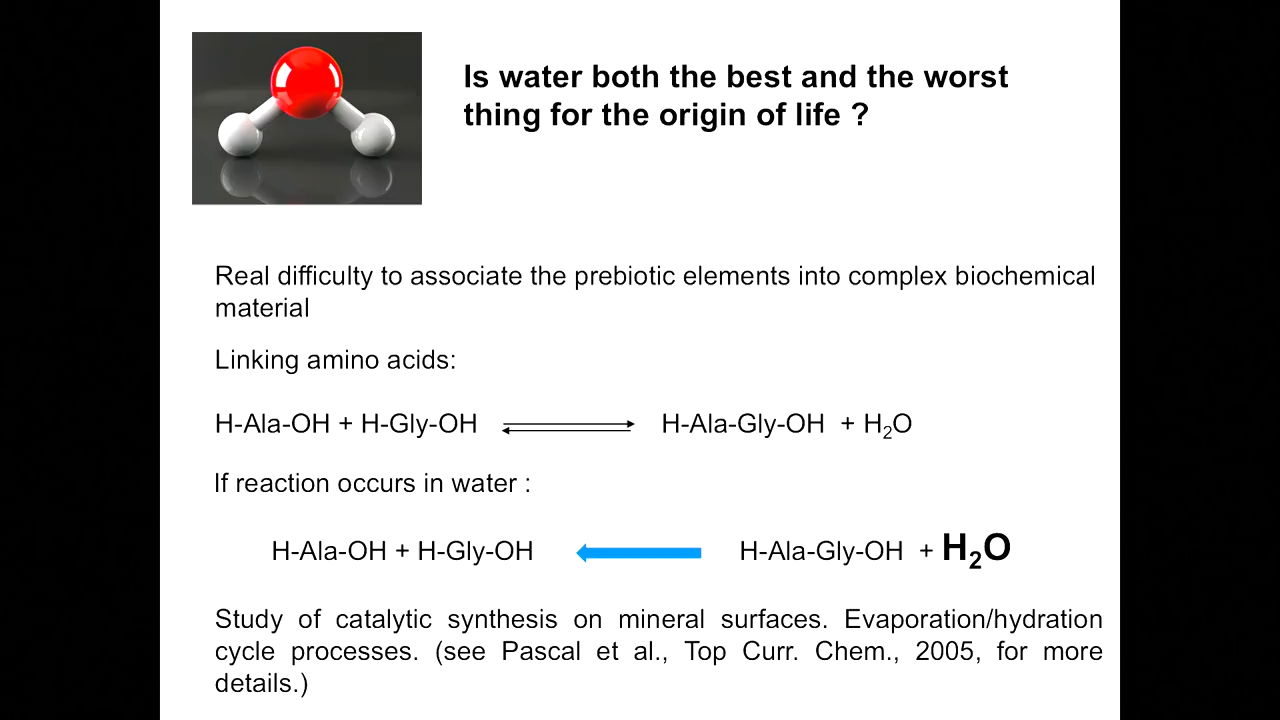 Is water both the best and the worst
thing for the origin of life ?
Real difficulty to associate the prebiotic elements into complex biochemical
material
Linking amino acids:
H-Ala-OH + H-Gly-OH ⇌ H-Ala-Gly-OH + H₂O
If reaction occurs in water :
H-Ala-OH + H-Gly-OH ← H-Ala-Gly-OH + H₂O
Study of catalytic synthesis on mineral surfaces. Evaporation/hydration
cycle processes. (see Pascal et al., Top Curr. Chem., 2005, for more
details.)